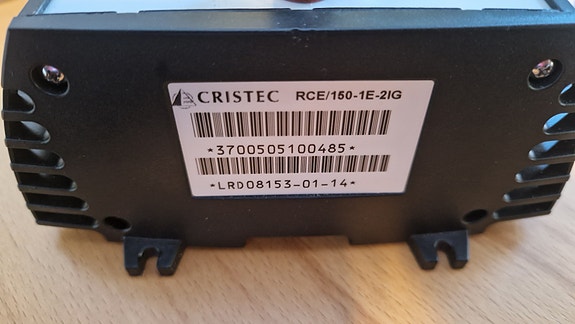 CRISTEC RCE/150-1E-2IG
*3700505100485*
*LRD08153-01-14*